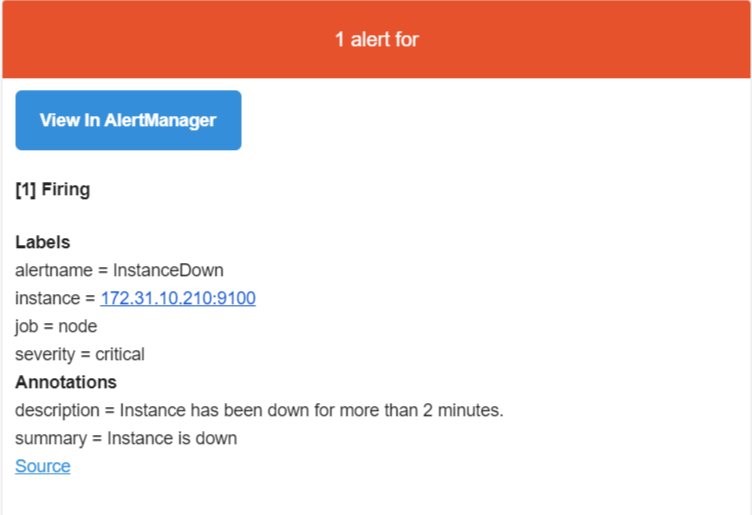 1 alert for
View In AlertManager
[1] Firing
Labels
alertname = InstanceDown
instance = 172.31.10.210:9100
job = node
severity = critical
Annotations
description = Instance has been down for more than 2 minutes.
summary = Instance is down
Source